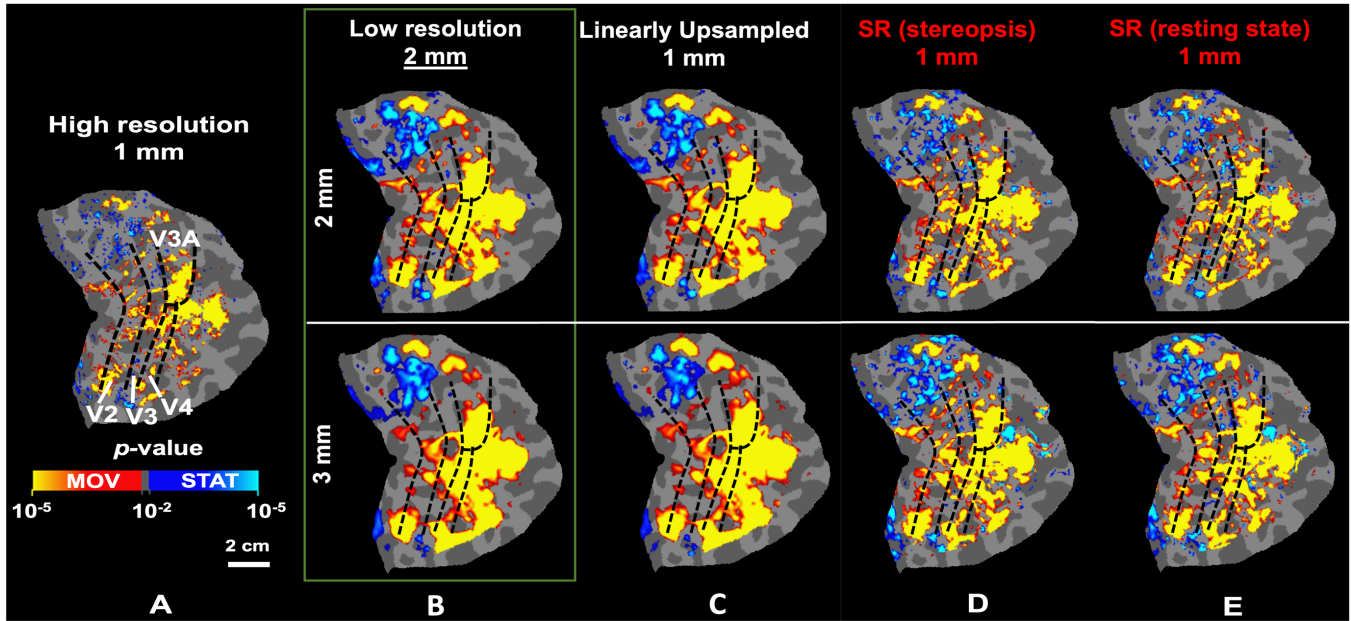 Low resolution
2 mm
Linearly Upsampled
1 mm
SR (stereopsis)
1 mm
SR (resting state)
1 mm
High resolution
1 mm
2 mm
V3A
V2
V3
V4
p-value
MOV
STAT
10-5
10-2
10-5
3 mm
2 cm
A
B
C
D
E